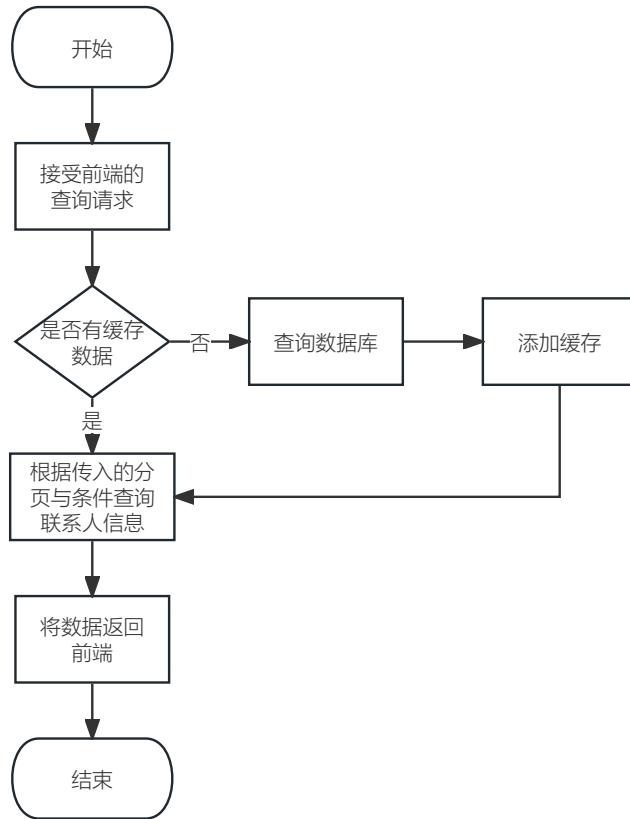 开始
接受前端的
查询请求
是否有缓存
数据
否
查询数据库
添加缓存
是
根据传入的分
页与条件查询
联系人信息
将数据返回
前端
结束